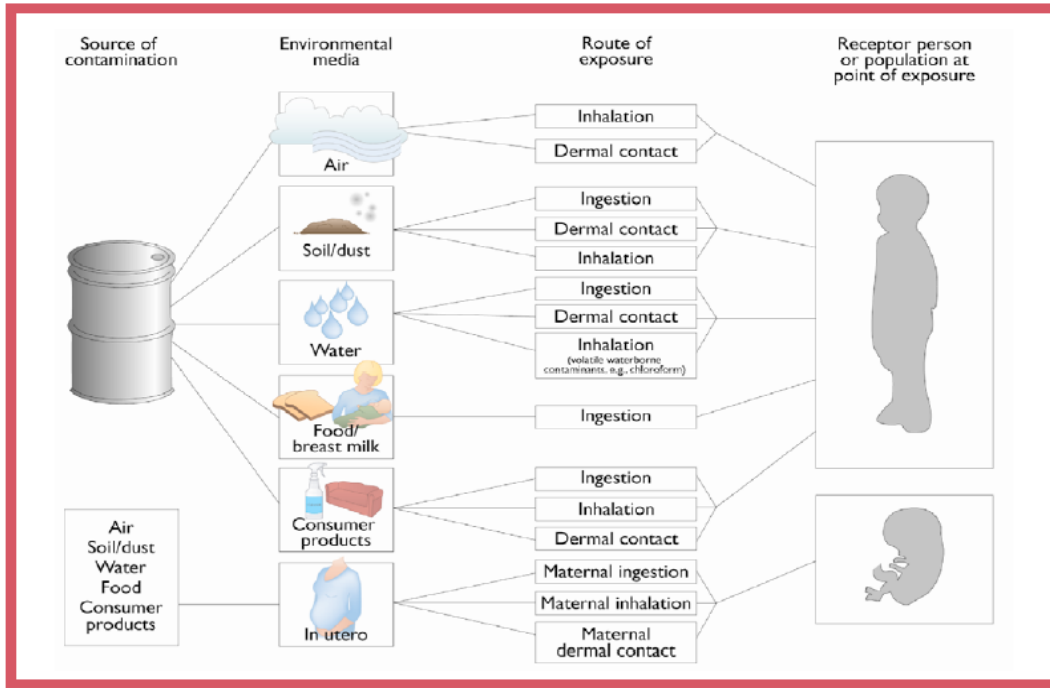 Source of
contamination
Environmental
media
Route of
exposure
Receptor person
or population at
point of exposure
Air
Inhalation
Dermal contact
Soil/dust
Ingestion
Dermal contact
Inhalation
Water
Ingestion
Dermal contact
Inhalation
(volatile waterborne
contaminants, e.g., chloroform)
Food/
breast milk
Ingestion
Consumer
products
Ingestion
Inhalation
Dermal contact
Air
Soil/dust
Water
Food
Consumer
products
In utero
Maternal ingestion
Maternal inhalation
Maternal
dermal contact